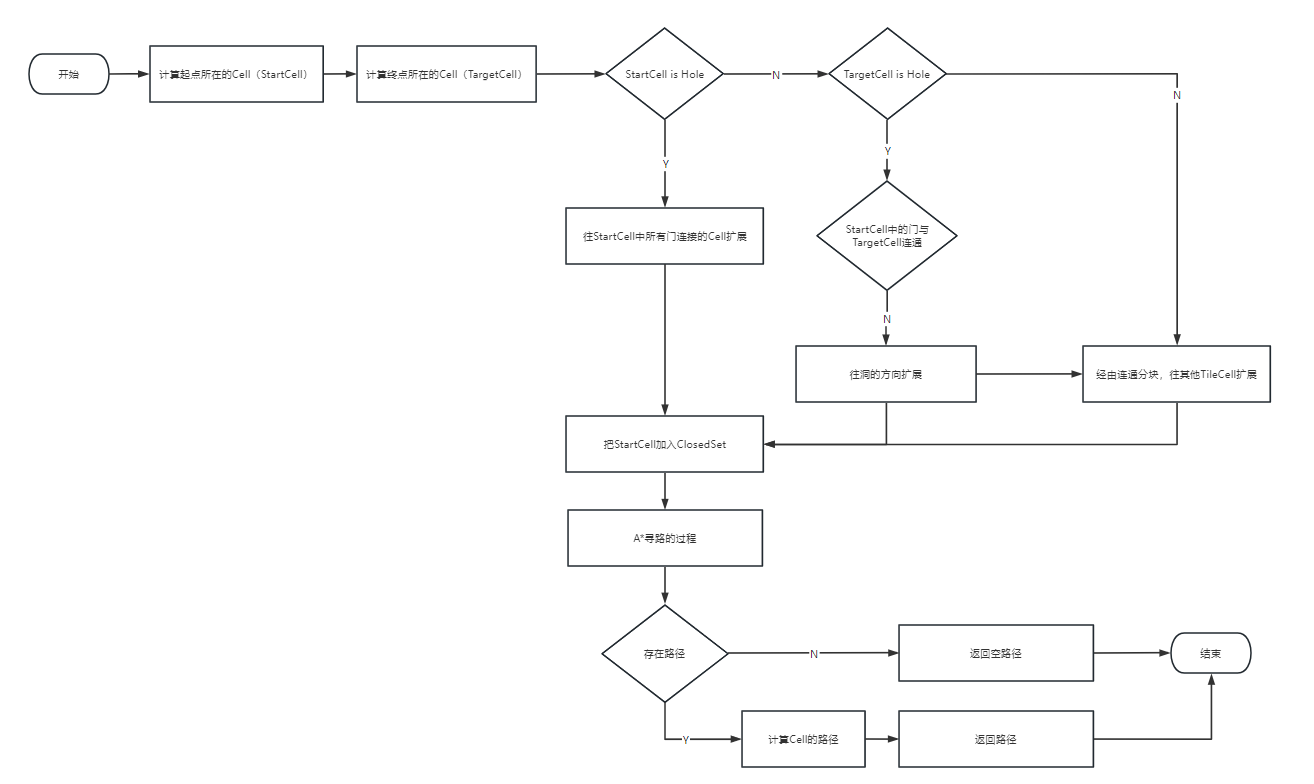 开始
计算起点所在的Cell（StartCell）
计算终点所在的Cell（TargetCell）
StartCell is Hole
N
TargetCell is Hole
N
Y
Y
往StartCell中所有门连接的Cell扩展
StartCell中的门与
TargetCell连通
N
往洞的方向扩展
经由连通分块，往其他TileCell扩展
把StartCell加入ClosedSet
A*寻路的过程
存在路径
N
返回空路径
结束
Y
计算Cell的路径
返回路径